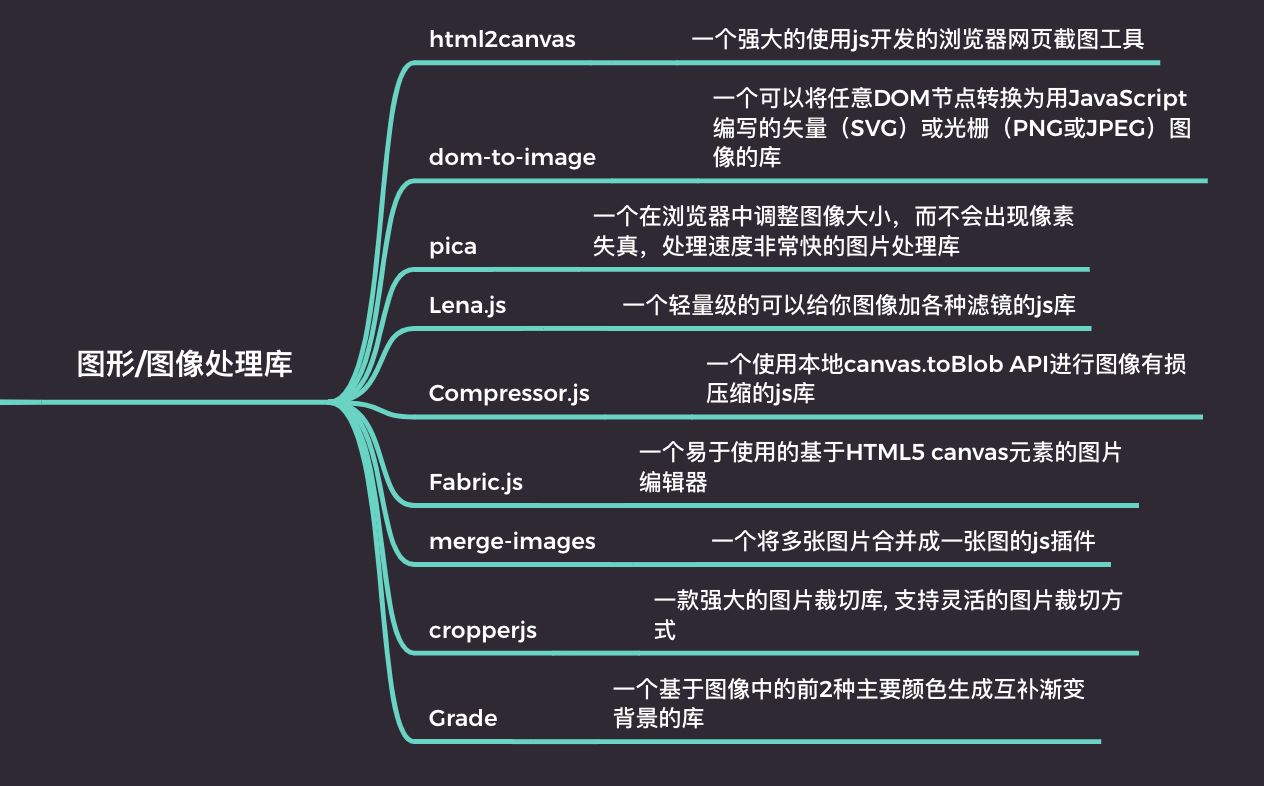 html2canvas
一个强大的使用js开发的浏览器网页截图工具
一个可以将任意DOM节点转换为用JavaScript
编写的矢量（SVG）或光栅（PNG或JPEG）图
像的库
dom-to-image
一个在浏览器中调整图像大小，而不会出现像素
失真，处理速度非常快的图片处理库
pica
Lena.js
一个轻量级的可以给你图像加各种滤镜的js库
图形/图像处理库
一个使用本地canvas.toBlob API进行图像有损
压缩的js库
Compressor.js
一个易于使用的基于HTML5 canvas元素的图片
编辑器
Fabric.js
merge-images
一个将多张图片合并成一张图的js插件
一款强大的图片裁切库, 支持灵活的图片裁切方
式
cropperjs
一个基于图像中的前2种主要颜色生成互补渐变
背景的库
Grade